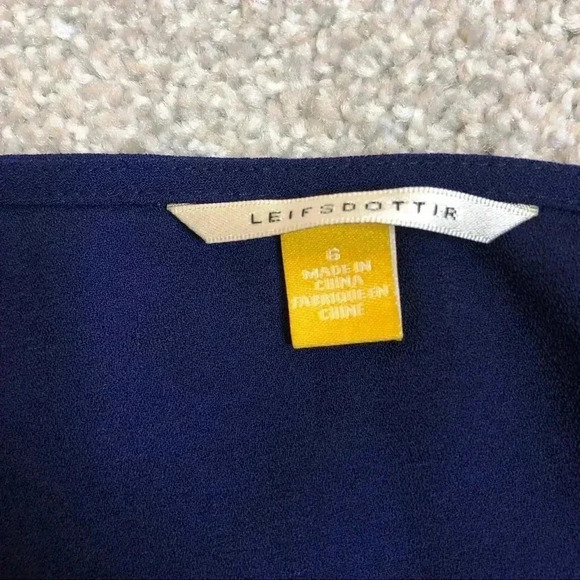 LEIFSDOTTIR
6
MADE IN
CHINA
FABRIQUE EN
CHINE